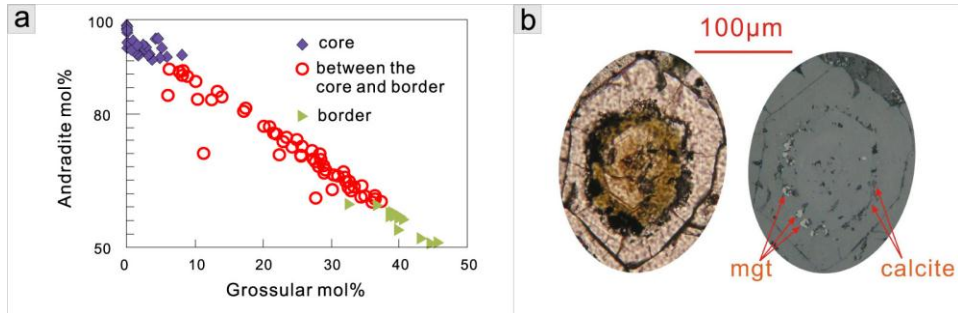 a
100
80
50
Andradite mol%
core
between the
core and border
border
0 10 20 30 40 50
Grossular mol%
b
100μm
mgt
calcite